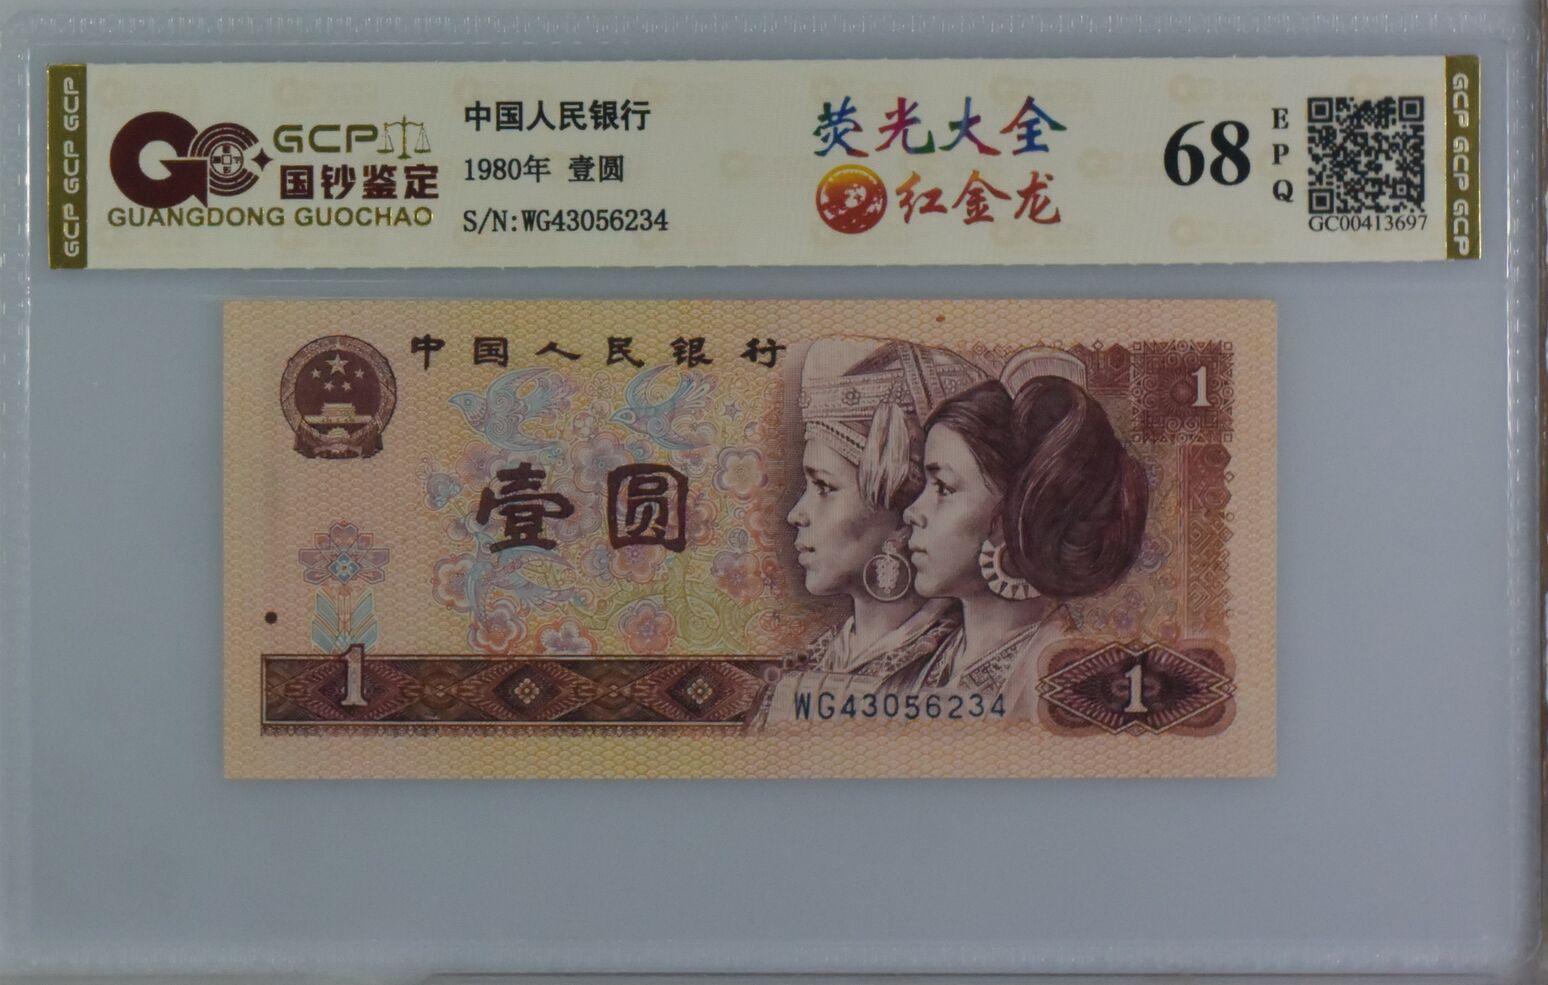 GCP GCP GCP
GCP
国钞鉴定
GUANGDONG GUOCHAO
中国人民银行
1980年 壹圆
S/N:WG43056234
荧光大全
红金龙
68
EPQ
GC00413697
GCP GCP GCP
中国人民银行
1
壹圆
1
WG43056234
1